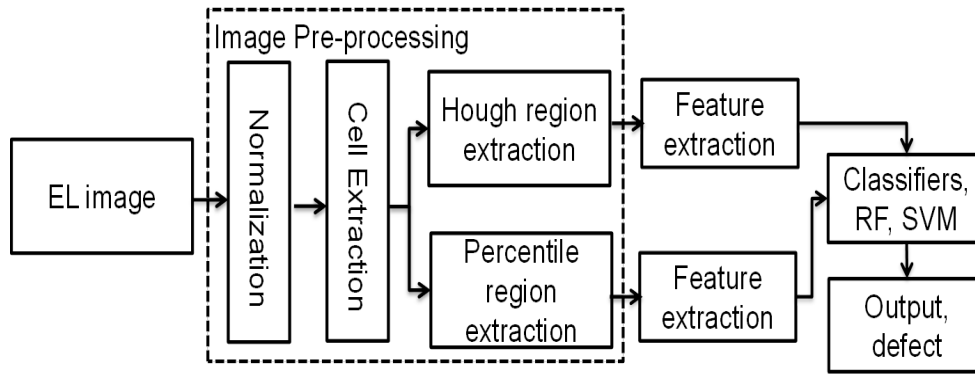 Image Pre-processing
EL image
Normalization
Cell Extraction
Hough region
extraction
Percentile
region
extraction
Feature
extraction
Feature
extraction
Classifiers,
RF, SVM
Output,
defect